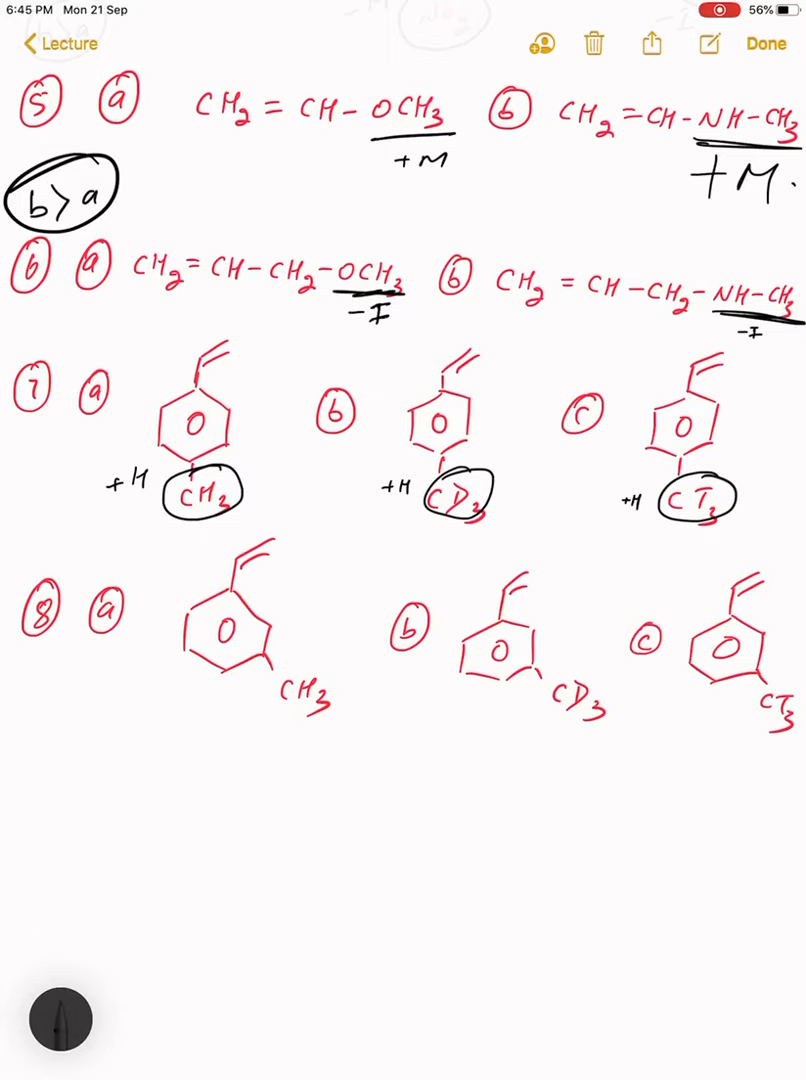 6:45 PM Mon 21 Sep 56%
Lecture Done
5 a CH2 = CH - OCH3 b CH2 = CH - NH - CH3
+M +M.
b > a
6 a CH2 = CH - CH2 - OCH3 b CH2 = CH - CH2 - NH - CH3
-I -I
7 a b c
+H CH3 +H CD3 +H CT3
8 a b c
CH3 CD3 CT3